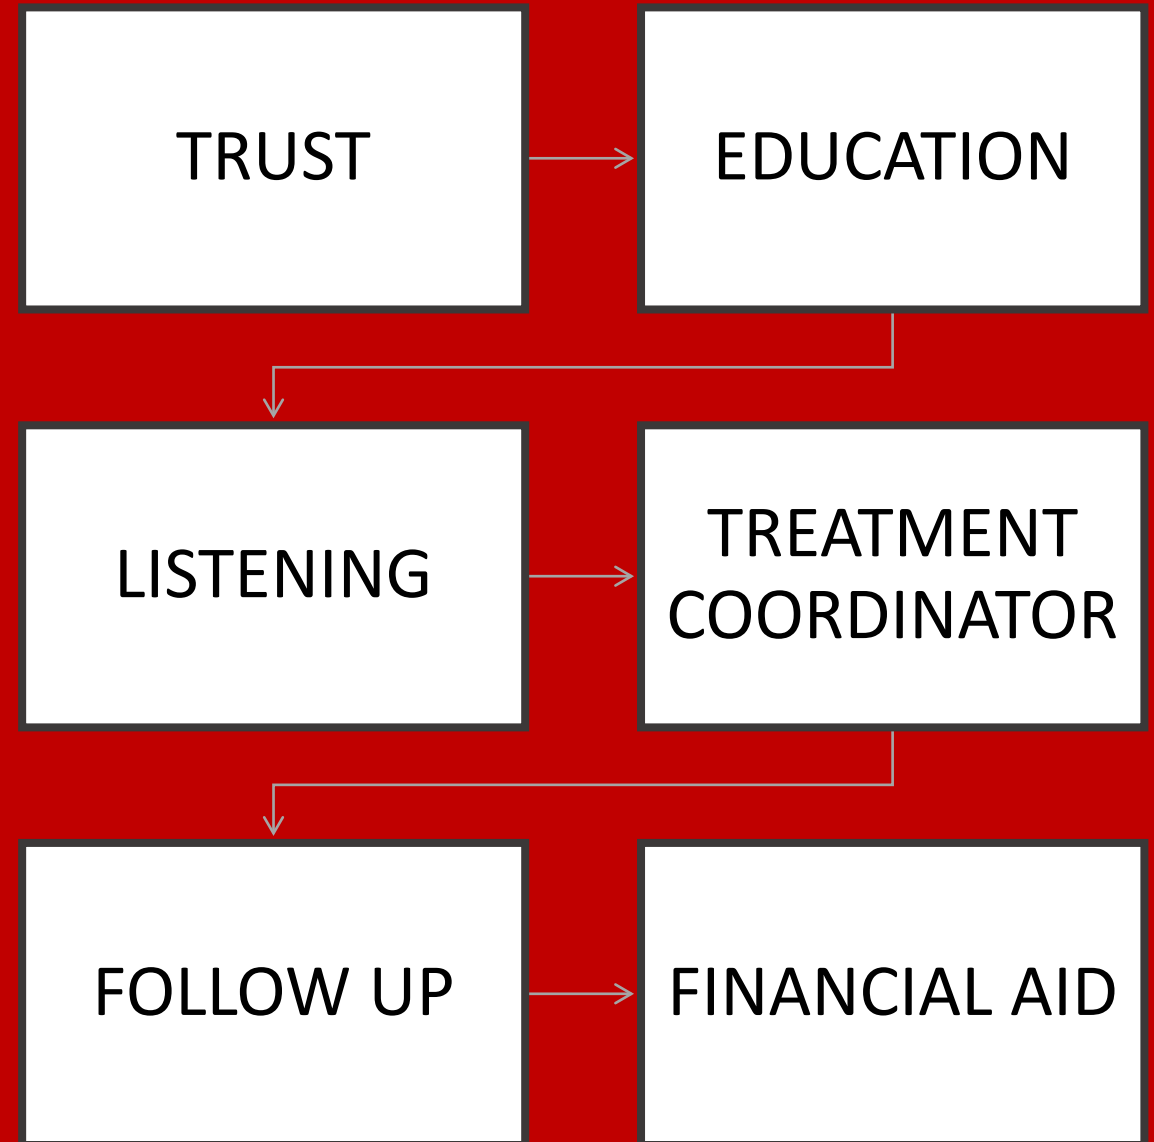 TRUST
EDUCATION
LISTENING
TREATMENT
COORDINATOR
FOLLOW UP
FINANCIAL AID